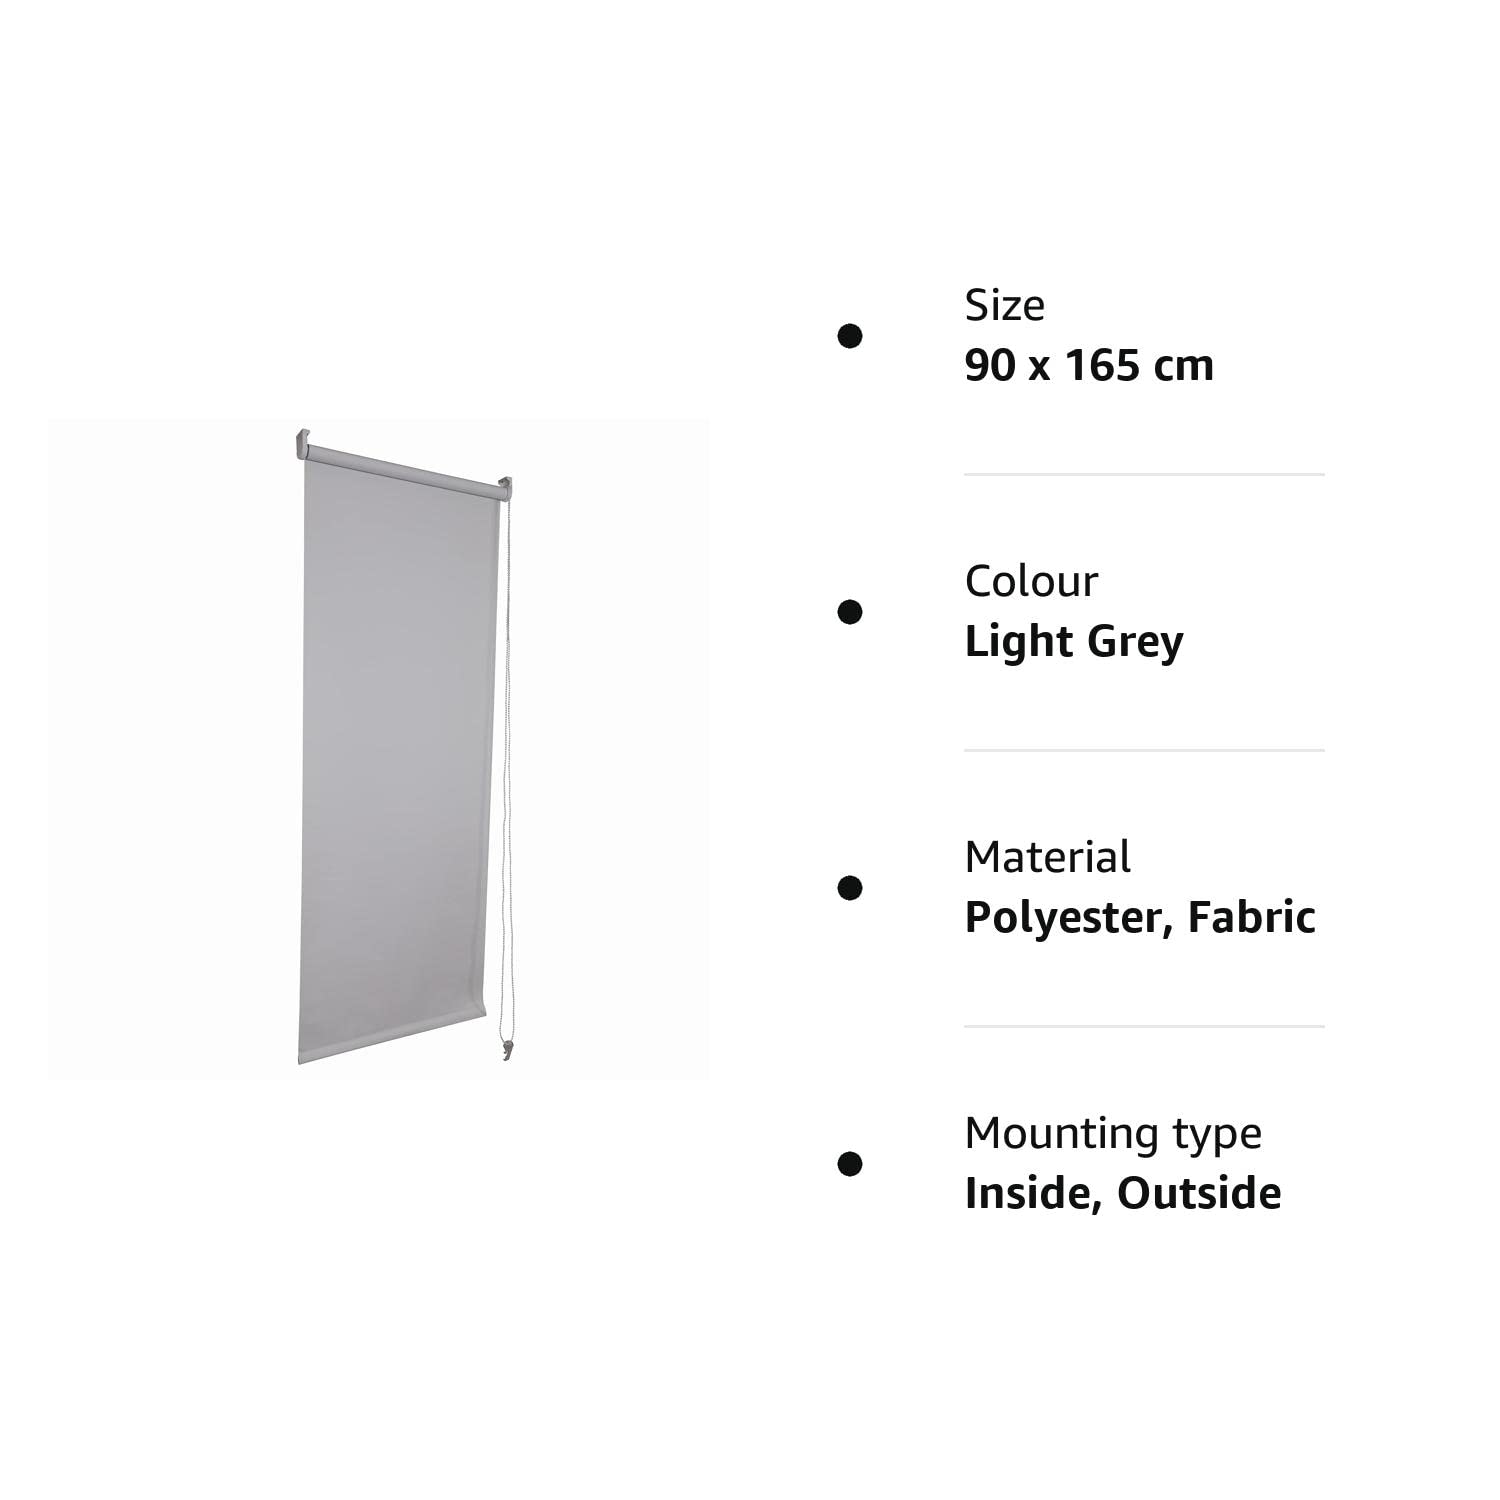 Size
90 x 165 cm
Colour
Light Grey
Material
Polyester, Fabric
Mounting type
Inside, Outside